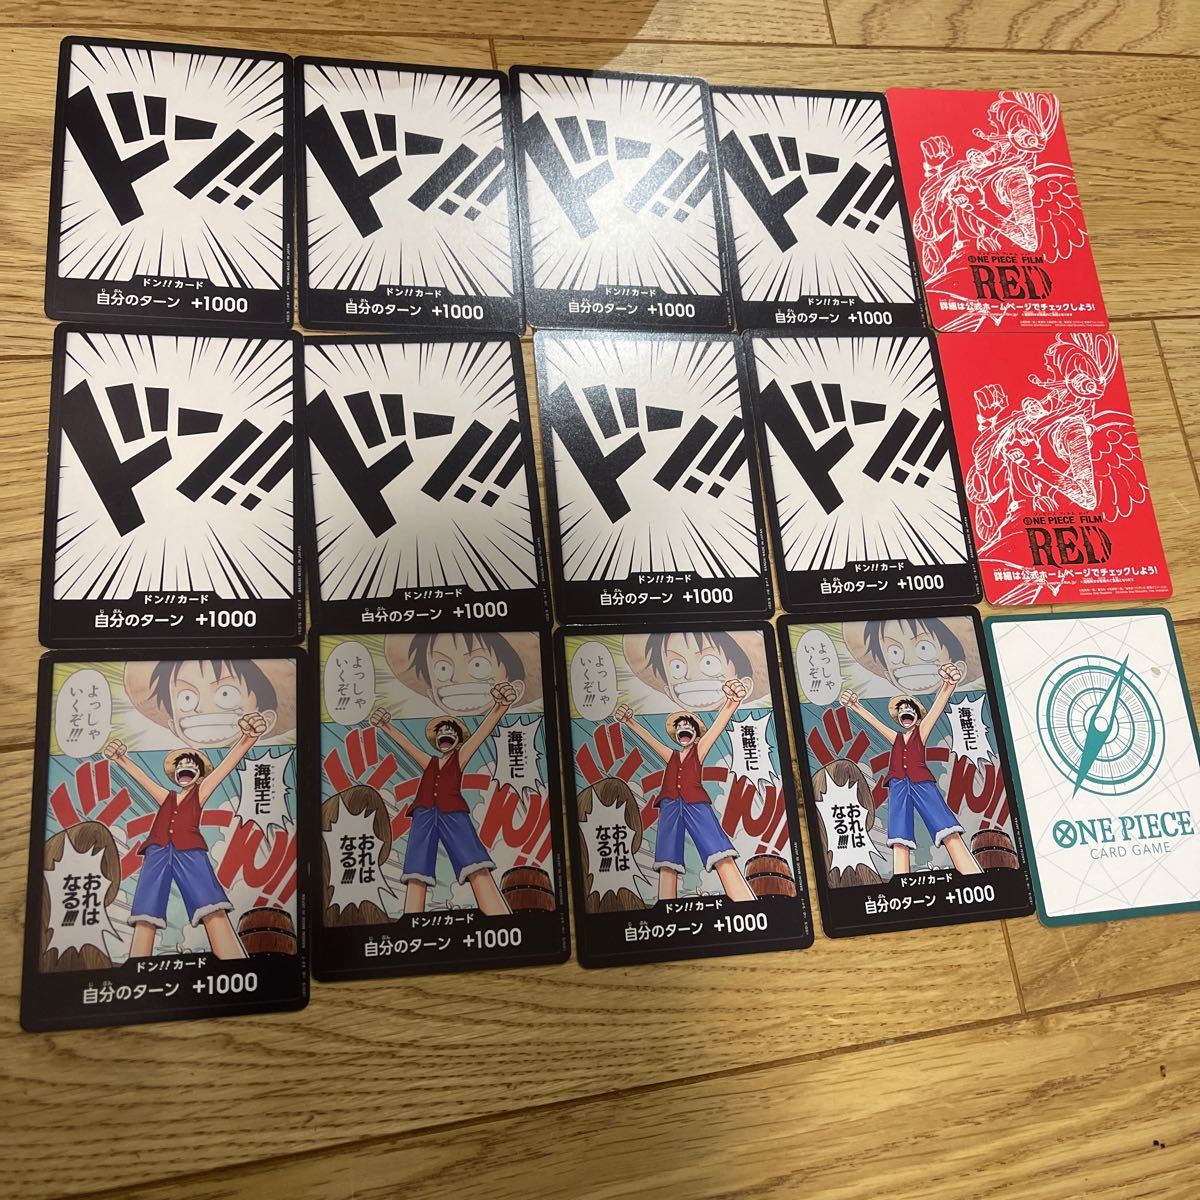 ドン!!
ドン!!カード
自分のターン +1000
ドン!!
ドン!!カード
自分のターン +1000
ドン!!
ドン!!カード
自分のターン +1000
ドン!!
ドン!!カード
自分のターン +1000
ONE PIECE FILM
RED
詳細は公式ホームページでチェックしよう!
ドン!!
ドン!!カード
自分のターン +1000
ドン!!
ドン!!カード
自分のターン +1000
ドン!!
ドン!!カード
自分のターン +1000
ドン!!
ドン!!カード
自分のターン +1000
ONE PIECE FILM
RED
詳細は公式ホームページでチェックしよう!
よっしゃ
いくぞ!!!
海賊王に
おれは
なる!!!!
ドン!!カード
自分のターン +1000
よっしゃ
いくぞ!!!
海賊王に
おれは
なる!!!!
ドン!!カード
自分のターン +1000
よっしゃ
いくぞ!!!
海賊王に
おれは
なる!!!!
ドン!!カード
自分のターン +1000
よっしゃ
いくぞ!!!
海賊王に
おれは
なる!!!!
ドン!!カード
自分のターン +1000
ONE PIECE
CARD GAME